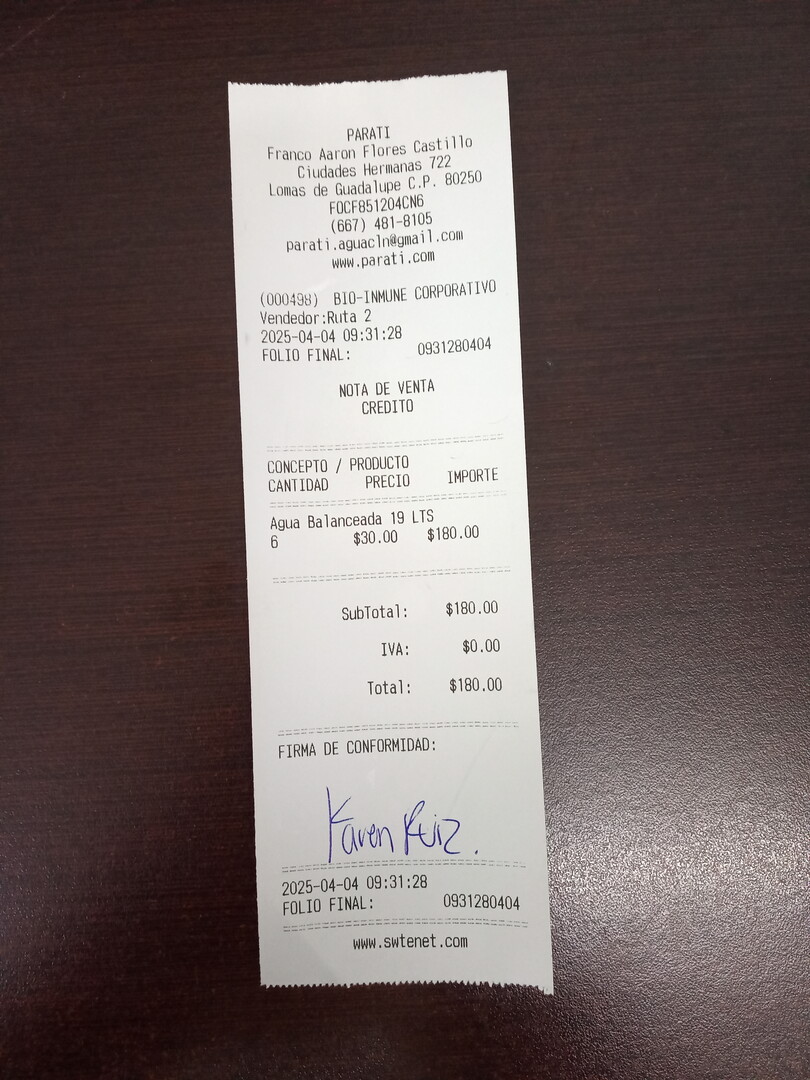 PARATI
Franco Aaron Flores Castillo
Ciudades Hermanas 722
Lomas de Guadalupe C.P. 80250
FOCF851204CN6
(667) 481-8105
parati.aguacln@gmail.com
www.parati.com
(000498) BIO-INMUNE CORPORATIVO
Vendedor:Ruta 2
2025-04-04 09:31:28
FOLIO FINAL: 0931280404
NOTA DE VENTA
CREDITO
CONCEPTO / PRODUCTO
CANTIDAD PRECIO IMPORTE
Agua Balanceada 19 LTS
6 $30.00 $180.00
SubTotal: $180.00
IVA: $0.00
Total: $180.00
FIRMA DE CONFORMIDAD:
Karen Ruiz.
2025-04-04 09:31:28
FOLIO FINAL: 0931280404
www.swtenet.com